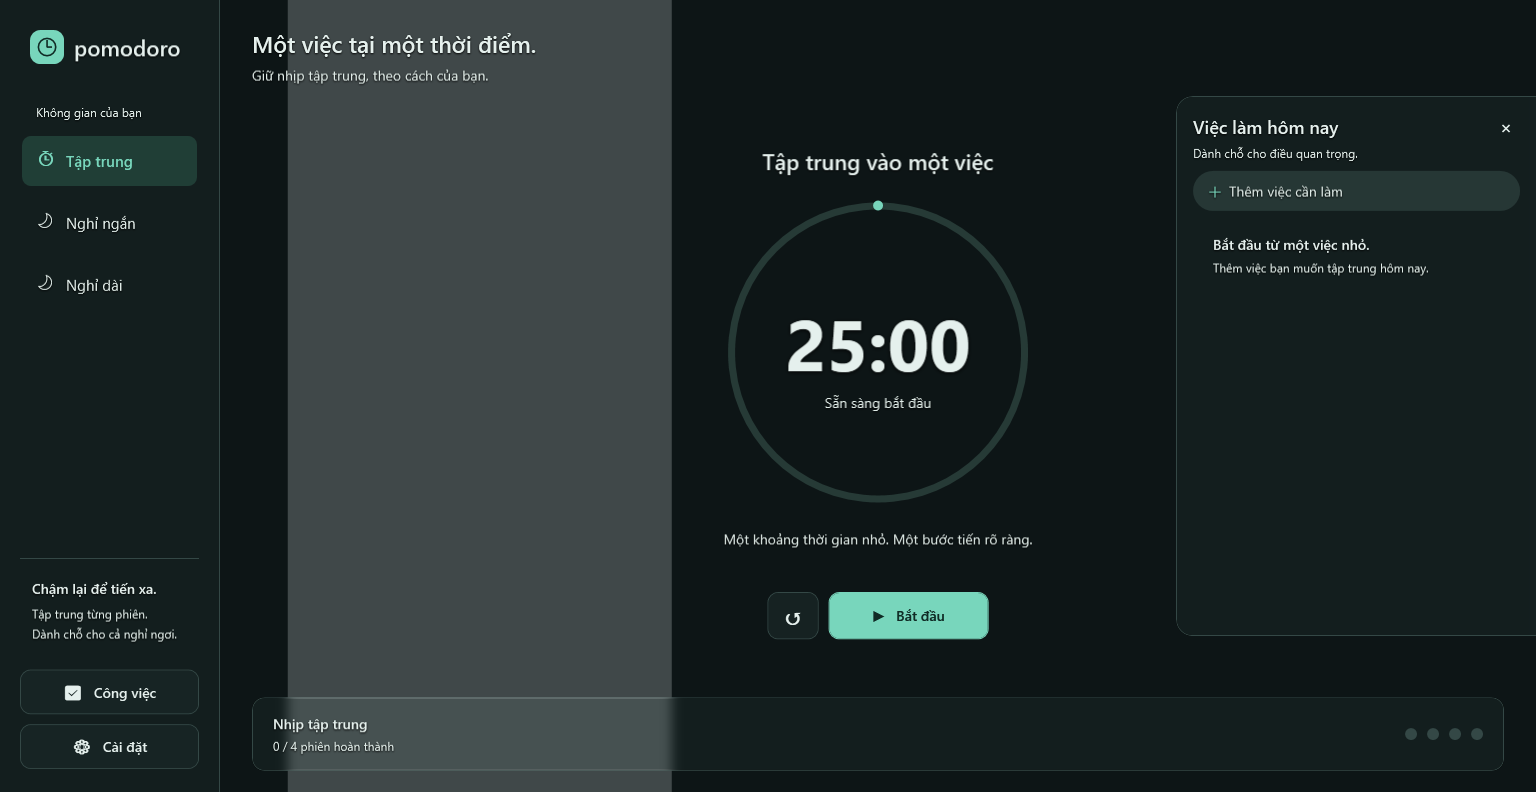 pomodoro
Không gian của bạn
Tập trung
Nghỉ ngắn
Nghỉ dài
Chậm lại để tiến xa.
Tập trung từng phiên.
Dành chỗ cho cả nghỉ ngơi.
Công việc
Cài đặt
Một việc tại một thời điểm.
Giữ nhịp tập trung, theo cách của bạn.
Tập trung vào một việc
25:00
Sẵn sàng bắt đầu
Một khoảng thời gian nhỏ. Một bước tiến rõ ràng.
Bắt đầu
Nhịp tập trung
0 / 4 phiên hoàn thành
Việc làm hôm nay
Dành chỗ cho điều quan trọng.
Thêm việc cần làm
Bắt đầu từ một việc nhỏ.
Thêm việc bạn muốn tập trung hôm nay.